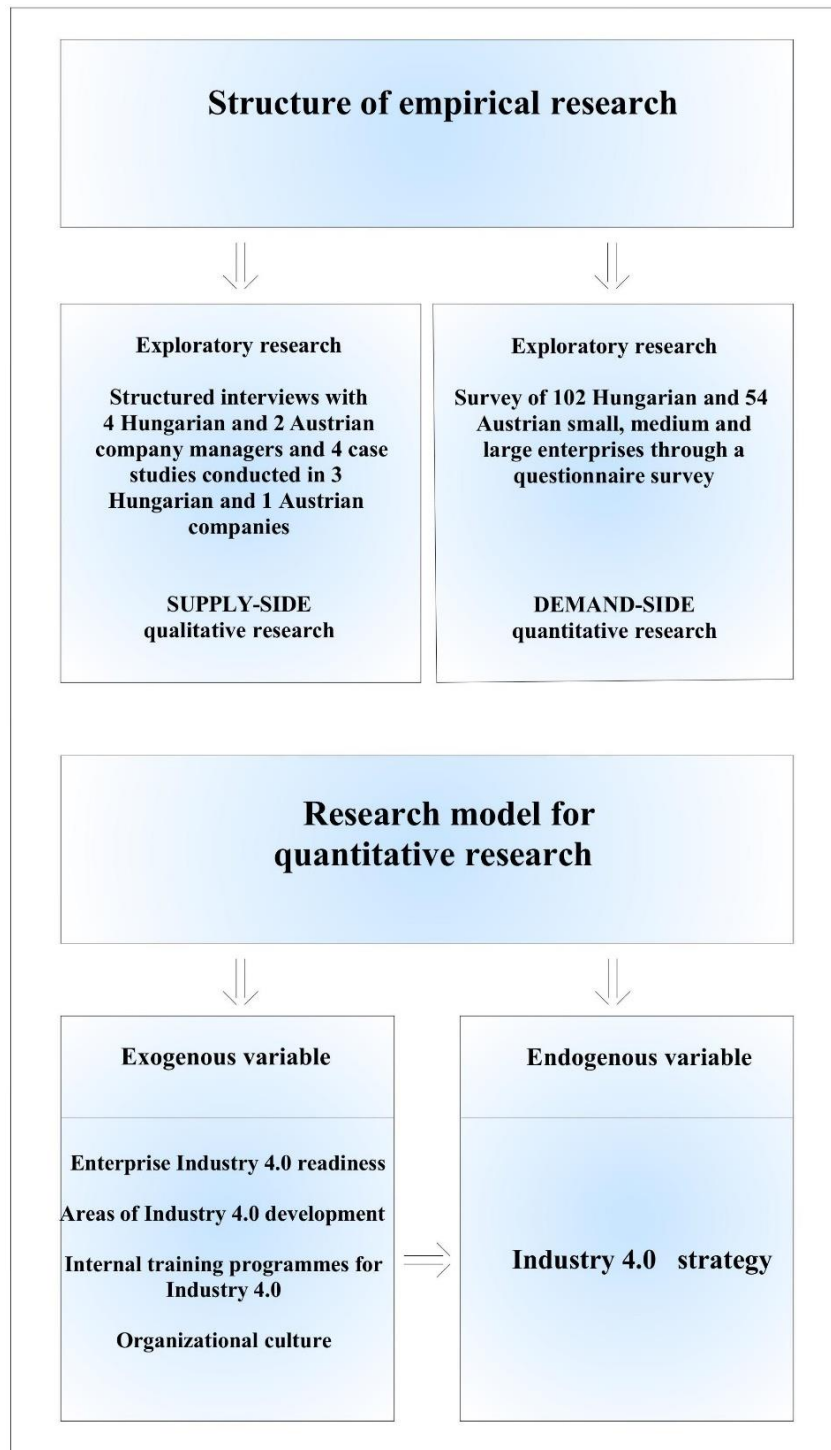 Structure of empirical research
Exploratory research
Structured interviews with
4 Hungarian and 2 Austrian
company managers and 4 case
studies conducted in 3
Hungarian and 1 Austrian
companies
SUPPLY-SIDE
qualitative research
Exploratory research
Survey of 102 Hungarian and 54
Austrian small, medium and
large enterprises through a
questionnaire survey
DEMAND-SIDE
quantitative research
Research model for
quantitative research
Exogenous variable
Enterprise Industry 4.0 readiness
Areas of Industry 4.0 development
Internal training programmes for
Industry 4.0
Organizational culture
Endogenous variable
Industry 4.0 strategy